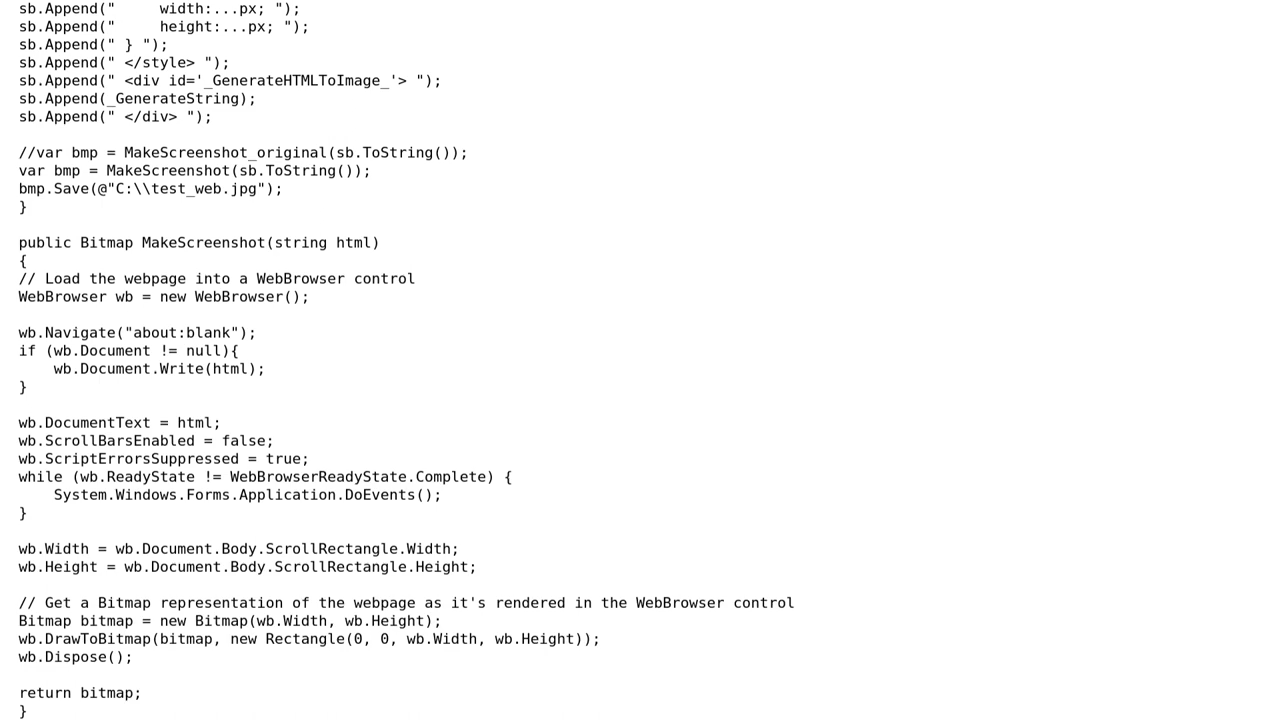 sb.Append("     width:...px; ");
sb.Append("     height:...px; ");
sb.Append(" } ");
sb.Append(" </style> ");
sb.Append(" <div id='_GenerateHTMLToImage_'> ");
sb.Append(_GenerateString);
sb.Append(" </div> ");

//var bmp = MakeScreenshot_original(sb.ToString());
var bmp = MakeScreenshot(sb.ToString());
bmp.Save(@"C:\\test_web.jpg");
}

public Bitmap MakeScreenshot(string html)
{
// Load the webpage into a WebBrowser control
WebBrowser wb = new WebBrowser();

wb.Navigate("about:blank");
if (wb.Document != null){
    wb.Document.Write(html);
}

wb.DocumentText = html;
wb.ScrollBarsEnabled = false;
wb.ScriptErrorsSuppressed = true;
while (wb.ReadyState != WebBrowserReadyState.Complete) {
    System.Windows.Forms.Application.DoEvents();
}

wb.Width = wb.Document.Body.ScrollRectangle.Width;
wb.Height = wb.Document.Body.ScrollRectangle.Height;

// Get a Bitmap representation of the webpage as it's rendered in the WebBrowser control
Bitmap bitmap = new Bitmap(wb.Width, wb.Height);
wb.DrawToBitmap(bitmap, new Rectangle(0, 0, wb.Width, wb.Height));
wb.Dispose();

return bitmap;
}